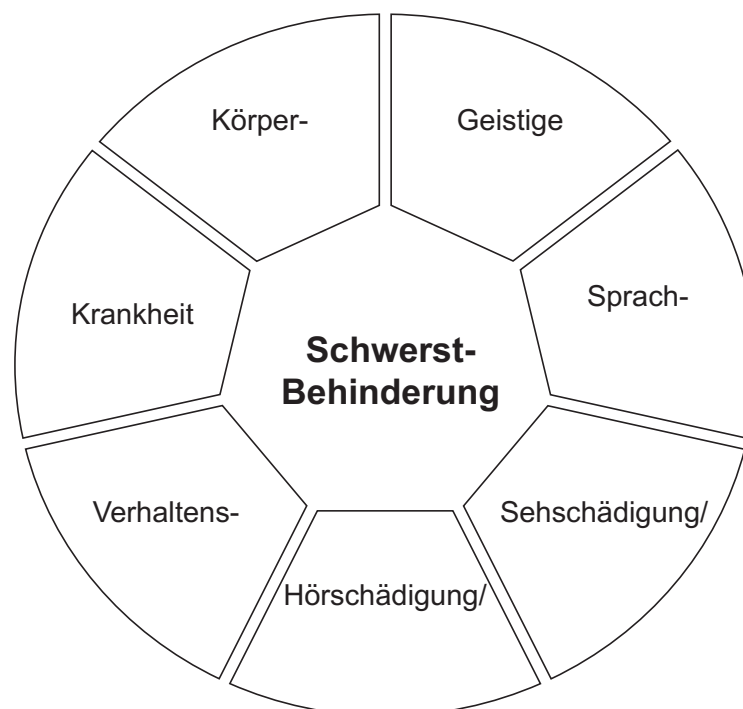 Körper-
Geistige
Krankheit
Sprach-
Schwerst-
Behinderung
Verhaltens-
Sehschädigung/
Hörschädigung/